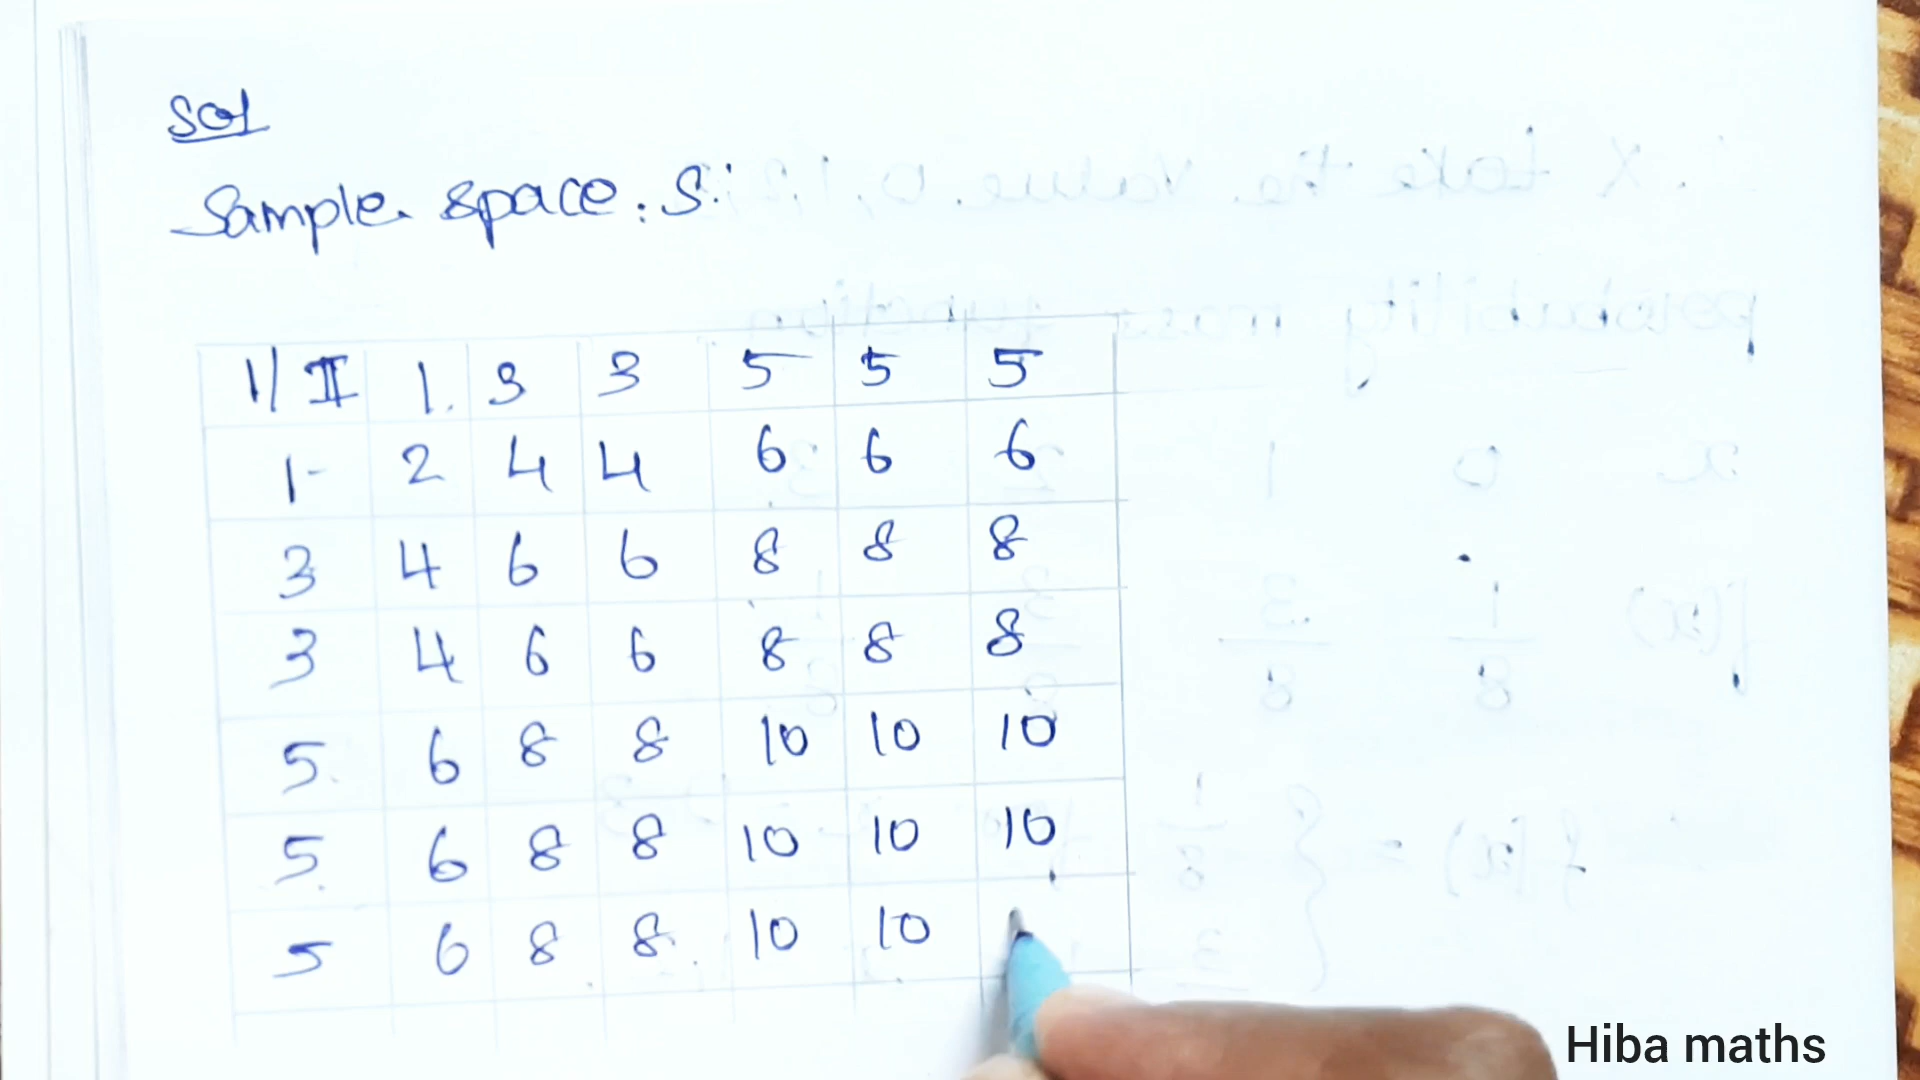 Sol
Sample space. S:
1/ II 1. 3 3 5 5 5
1 2 4 4 6 6 6
3 4 6 6 8 8 8
3 4 6 6 8 8 8
5 6 8 8 10 10 10
5 6 8 8 10 10 10
5 6 8 8 10 10
Hiba maths